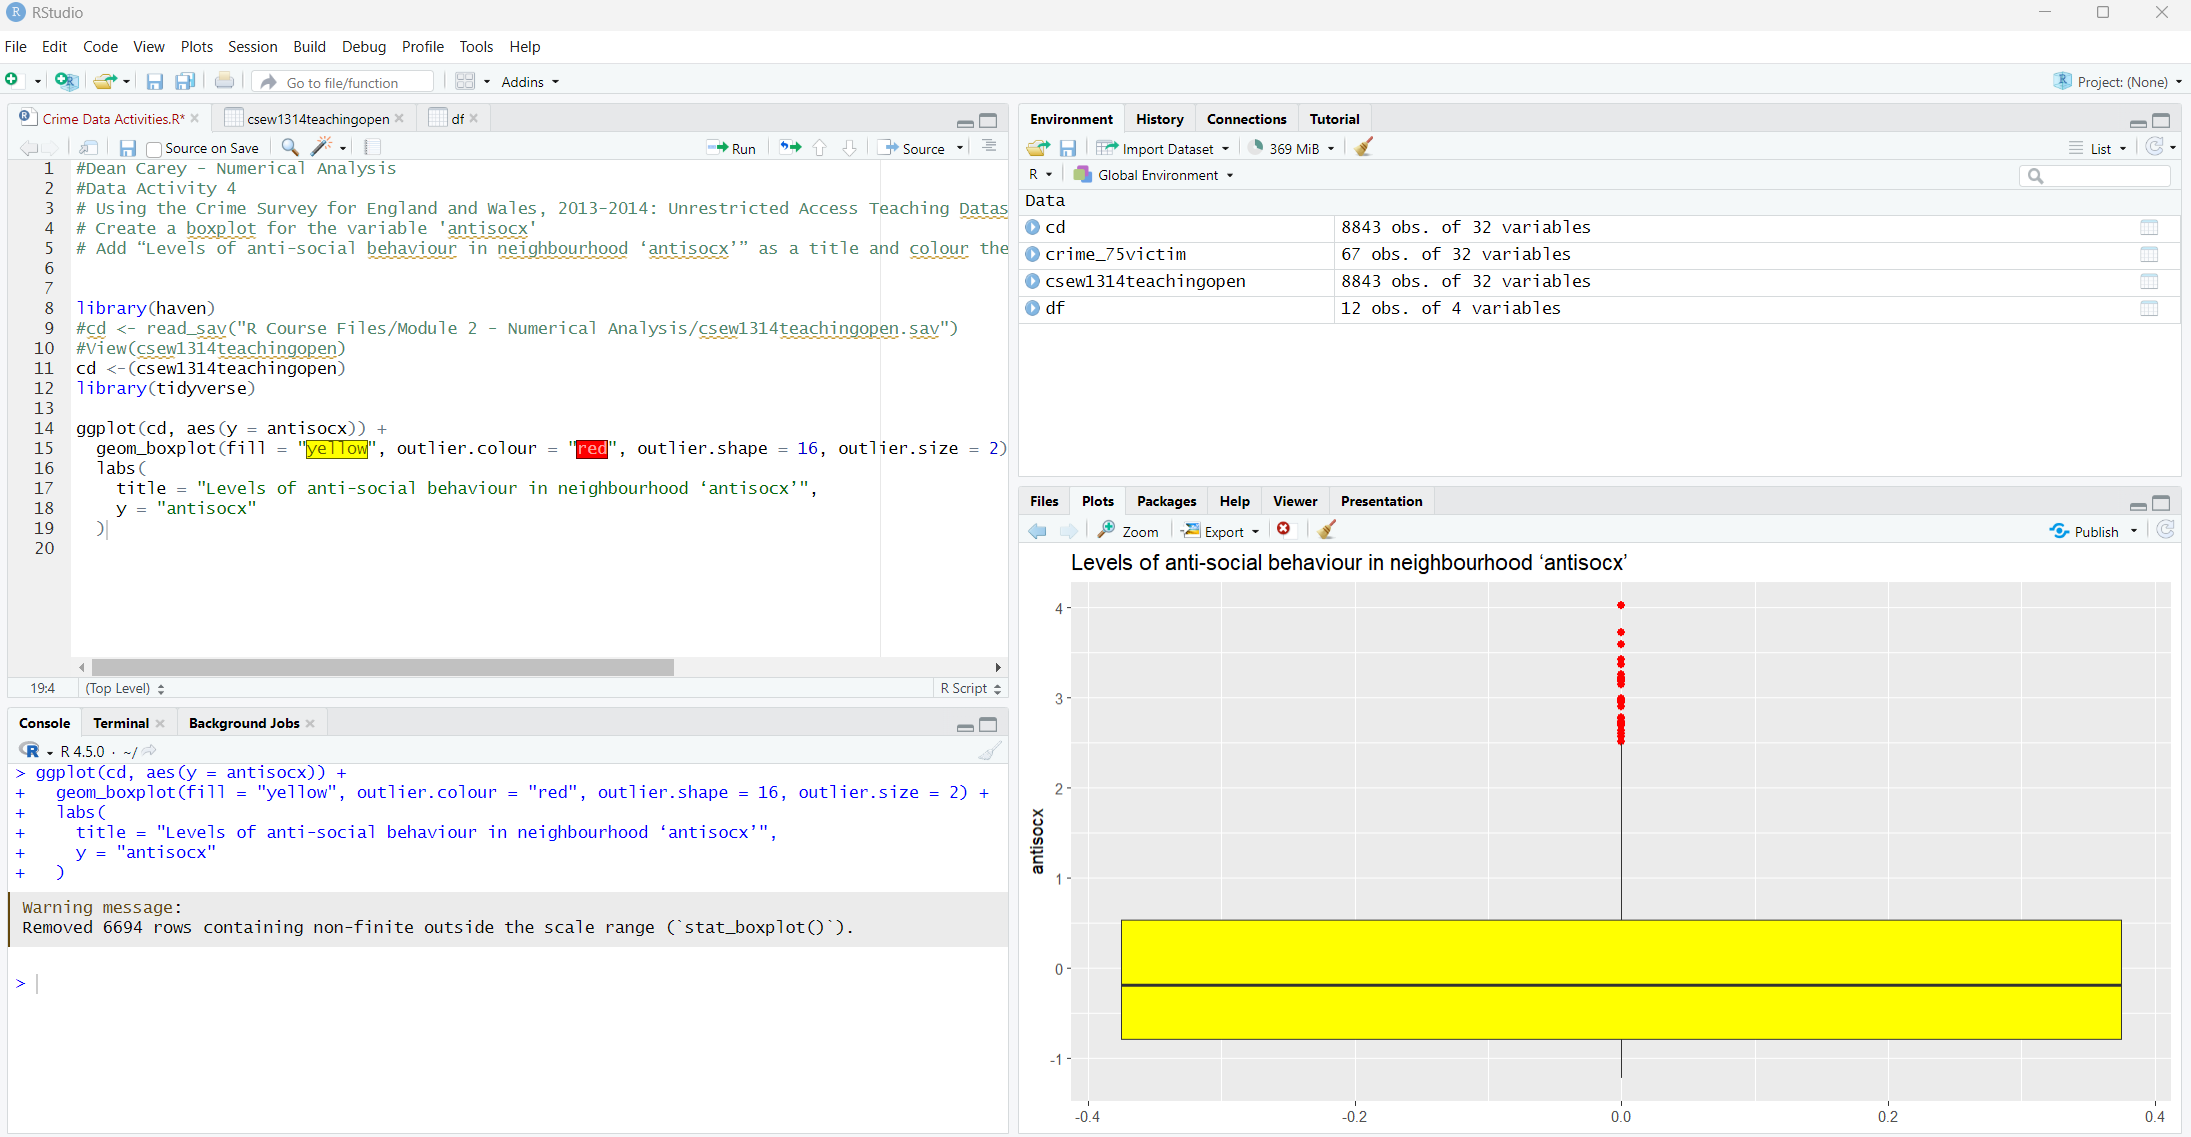 RStudio
File Edit Code View Plots Session Build Debug Profile Tools Help
Go to file/function Addins Project: (None)
Crime Data Activities.R* csew1314teachingopen df
Source on Save Run Source
1 #Dean Carey - Numerical Analysis
2 #Data Activity 4
3 # Using the Crime Survey for England and Wales, 2013-2014: Unrestricted Access Teaching Datas
4 # Create a boxplot for the variable 'antisocx'
5 # Add “Levels of anti-social behaviour in neighbourhood ‘antisocx’” as a title and colour the
6
7
8 library(haven)
9 #cd <- read_sav("R Course Files/Module 2 - Numerical Analysis/csew1314teachingopen.sav")
10 #View(csew1314teachingopen)
11 cd <-(csew1314teachingopen)
12 library(tidyverse)
13
14 ggplot(cd, aes(y = antisocx)) +
15 geom_boxplot(fill = "yellow", outlier.colour = "red", outlier.shape = 16, outlier.size = 2)
16 labs(
17 title = "Levels of anti-social behaviour in neighbourhood ‘antisocx’",
18 y = "antisocx"
19 )
20
19:4 (Top Level) R Script
Console Terminal Background Jobs
R R 4.5.0 · ~/
> ggplot(cd, aes(y = antisocx)) +
+ geom_boxplot(fill = "yellow", outlier.colour = "red", outlier.shape = 16, outlier.size = 2) +
+ labs(
+ title = "Levels of anti-social behaviour in neighbourhood ‘antisocx’",
+ y = "antisocx"
+ )
Warning message:
Removed 6694 rows containing non-finite outside the scale range (`stat_boxplot()`).
>
Environment History Connections Tutorial
Import Dataset 369 MiB List
R Global Environment
Data
cd 8843 obs. of 32 variables
crime_75victim 67 obs. of 32 variables
csew1314teachingopen 8843 obs. of 32 variables
df 12 obs. of 4 variables
Files Plots Packages Help Viewer Presentation
Zoom Export Publish
Levels of anti-social behaviour in neighbourhood ‘antisocx’
4
3
2
1
0
-1
antisocx
-0.4 -0.2 0.0 0.2 0.4